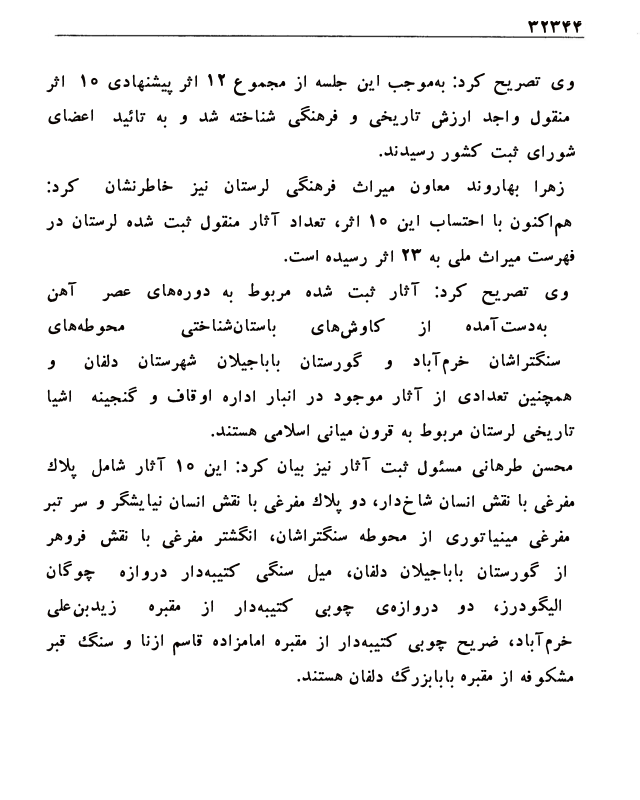 ۳۲۳۴۴
وی تصریح کرد: به‌موجب این جلسه از مجموع ۱۲ اثر پیشنهادی ۱۵ اثر
منقول واجد ارزش تاریخی و فرهنگی شناخته شد و به تائید اعضای
شورای ثبت کشور رسیدند.
زهرا بهاروند معاون میراث فرهنگی لرستان نیز خاطرنشان کرد:
هم‌اکنون با احتساب این ۱۵ اثر، تعداد آثار منقول ثبت شده لرستان در
فهرست میراث ملی به ۲۳ اثر رسیده است.
وی تصریح کرد: آثار ثبت شده مربوط به دوره‌های عصر آهن
به‌دست‌آمده از کاوش‌های باستان‌شناختی محوطه‌های
سنگتراشان خرم‌آباد و گورستان باباجیلان شهرستان دلفان و
همچنین تعدادی از آثار موجود در انبار اداره اوقاف و گنجینه اشیا
تاریخی لرستان مربوط به قرون میانی اسلامی هستند.
محسن طرهانی مسئول ثبت آثار نیز بیان کرد: این ۱۵ آثار شامل پلاك
مفرغی با نقش انسان شاخ‌دار، دو پلاك مفرغی با نقش انسان نیایشگر و سر تبر
مفرغی مینیاتوری از محوطه سنگتراشان، انگشتر مفرغی با نقش فروهر
از گورستان باباجیلان دلفان، میل سنگی کتیبه‌دار دروازه چوگان
الیگودرز، دو دروازه‌ی چوبی کتیبه‌دار از مقبره زیدبن‌علی
خرم‌آباد، ضریح چوبی کتیبه‌دار از مقبره امامزاده قاسم ازنا و سنگ قبر
مشکوفه از مقبره بابابزرگ دلفان هستند.